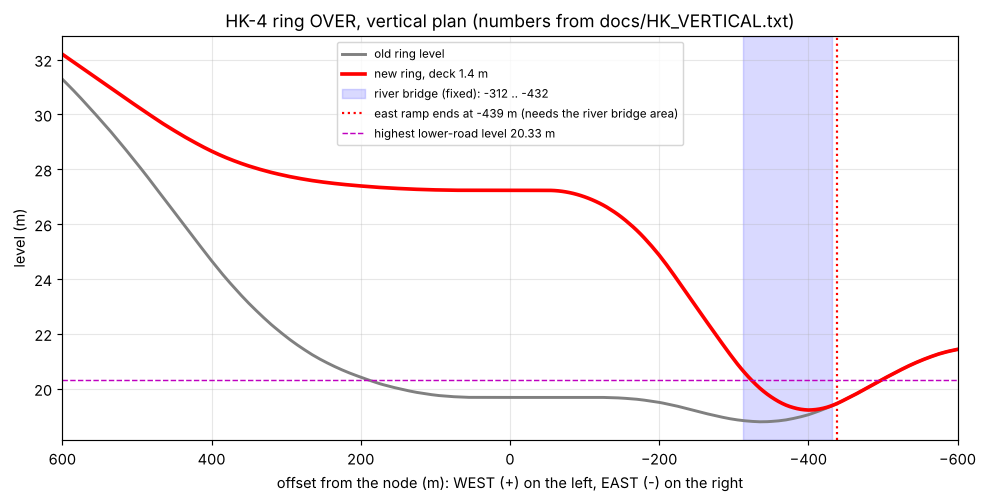 HK-4 ring OVER, vertical plan (numbers from docs/HK_VERTICAL.txt)
old ring level
new ring, deck 1.4 m
river bridge (fixed): -312 .. -432
east ramp ends at -439 m (needs the river bridge area)
highest lower-road level 20.33 m
level (m)
32
30
28
26
24
22
20
600
400
200
0
−200
−400
−600
offset from the node (m): WEST (+) on the left, EAST (-) on the right